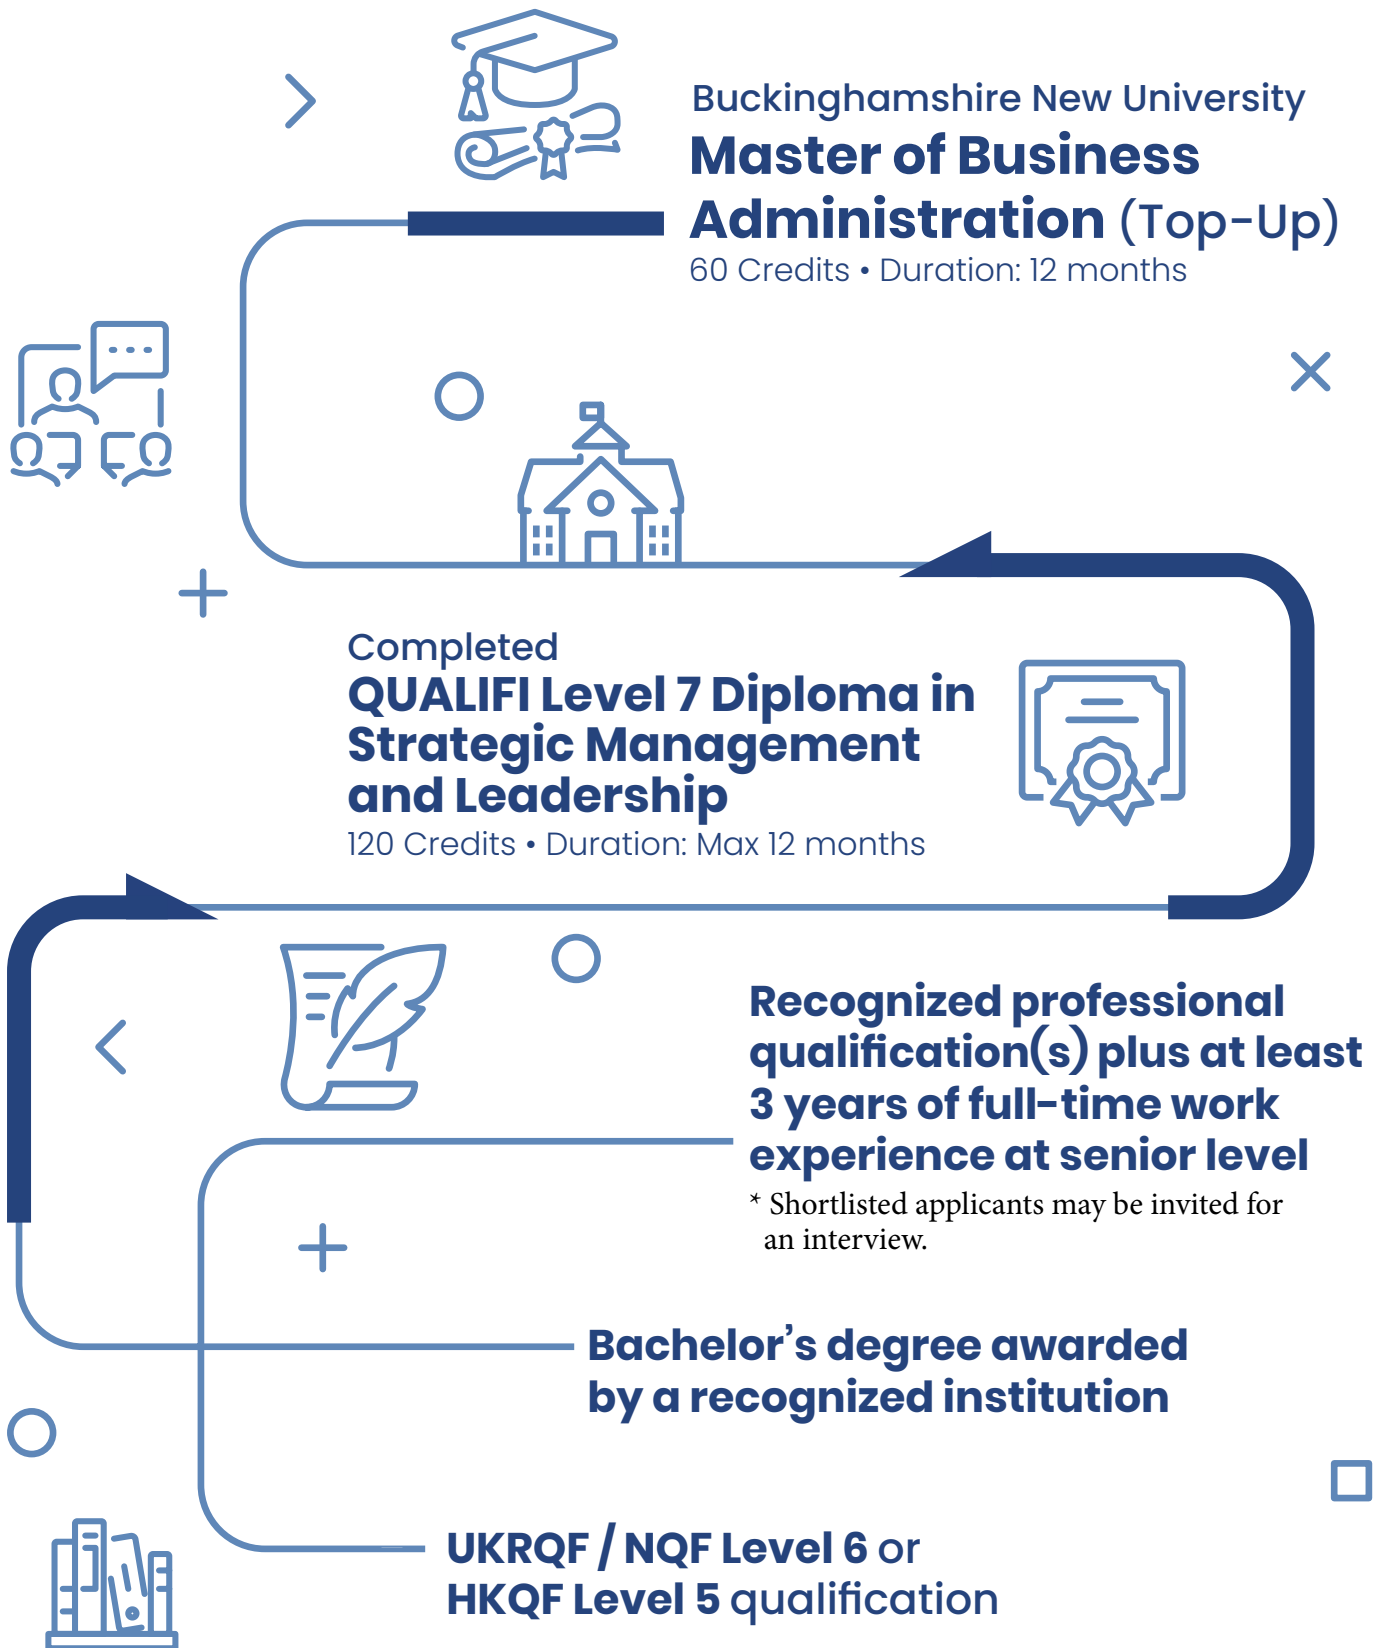 Buckinghamshire New University
Master of Business
Administration (Top-Up)
60 Credits • Duration: 12 months
Completed
QUALIFI Level 7 Diploma in
Strategic Management
and Leadership
120 Credits • Duration: Max 12 months
Recognized professional
qualification(s) plus at least
3 years of full-time work
experience at senior level
* Shortlisted applicants may be invited for
an interview.
Bachelor’s degree awarded
by a recognized institution
UKRQF / NQF Level 6 or
HKQF Level 5 qualification